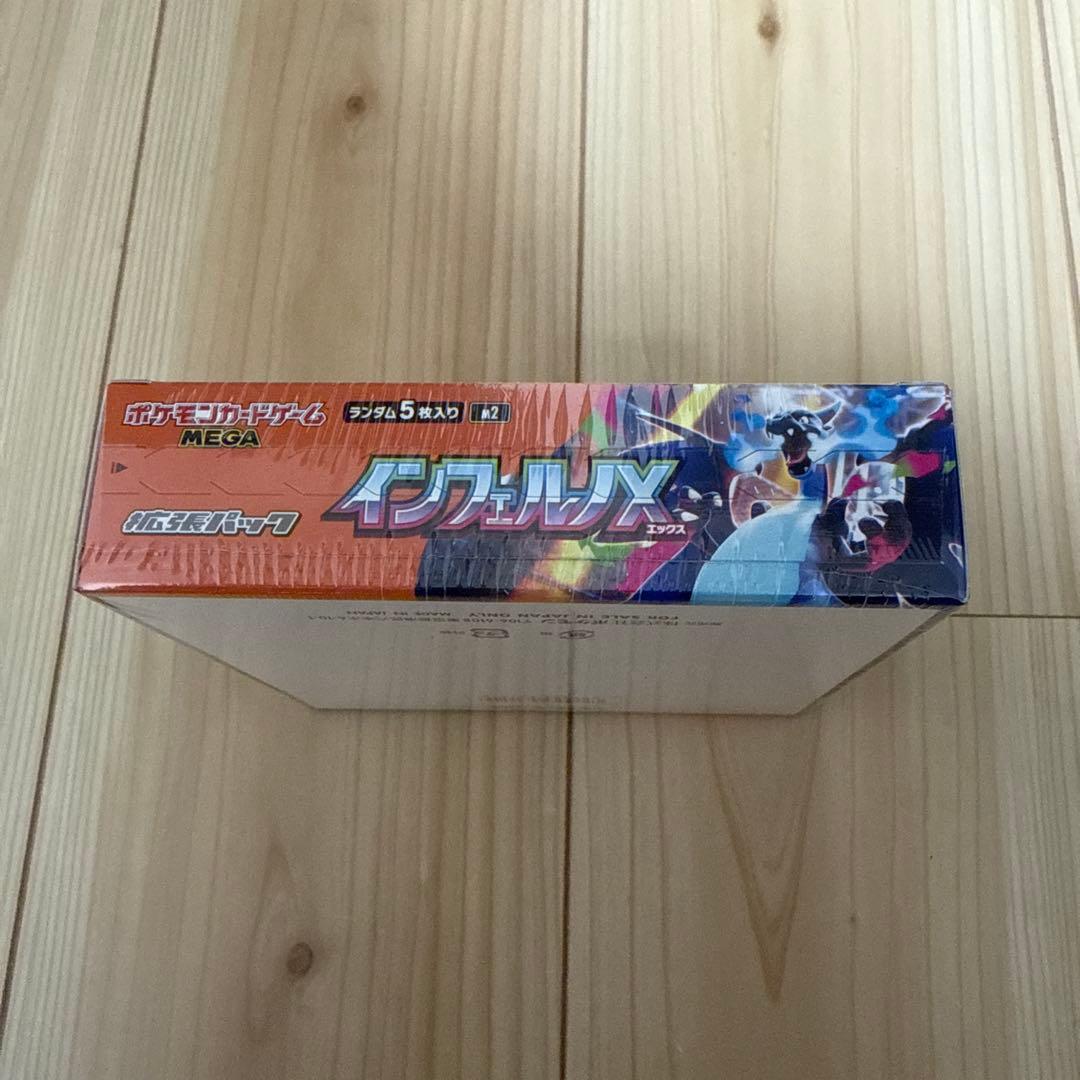 ポケモンカードゲーム
MEGA
ランダム5枚入り
M2
インフェルノX
エックス
拡張パック
FOR SALE IN JAPAN ONLY MADE IN JAPAN